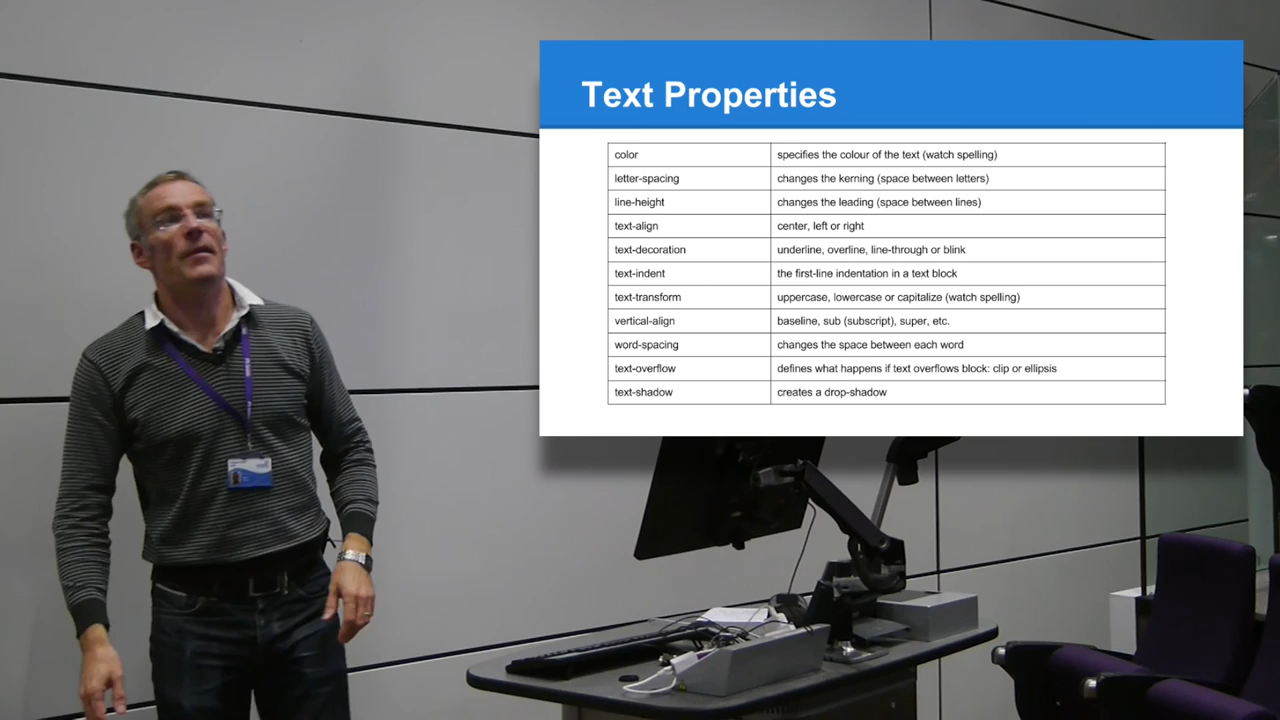 Text Properties
color specifies the colour of the text (watch spelling)
letter-spacing changes the kerning (space between letters)
line-height changes the leading (space between lines)
text-align center, left or right
text-decoration underline, overline, line-through or blink
text-indent the first-line indentation in a text block
text-transform uppercase, lowercase or capitalize (watch spelling)
vertical-align baseline, sub (subscript), super, etc.
word-spacing changes the space between each word
text-overflow defines what happens if text overflows block: clip or ellipsis
text-shadow creates a drop-shadow